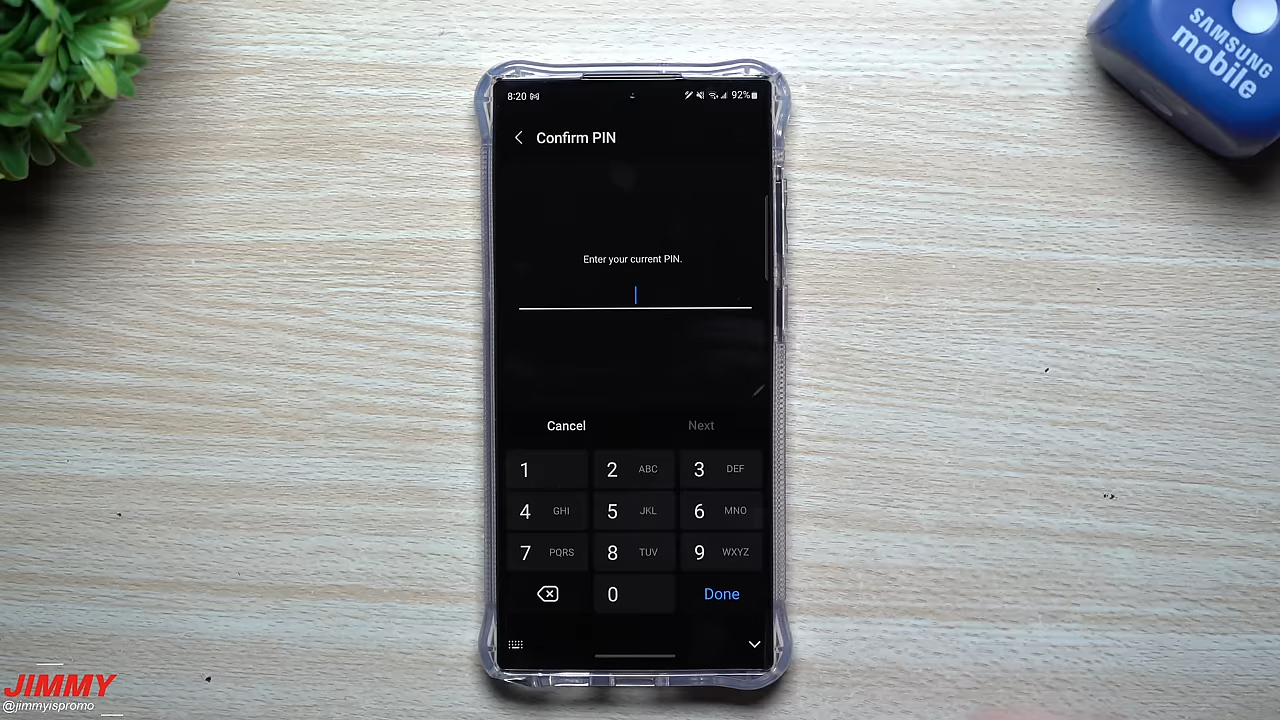 SAMSUNG
mobile
8:20
92%
Confirm PIN
Enter your current PIN.
Cancel Next
1 2 ABC 3 DEF
4 GHI 5 JKL 6 MNO
7 PQRS 8 TUV 9 WXYZ
0 Done
JIMMY
@jimmyispromo